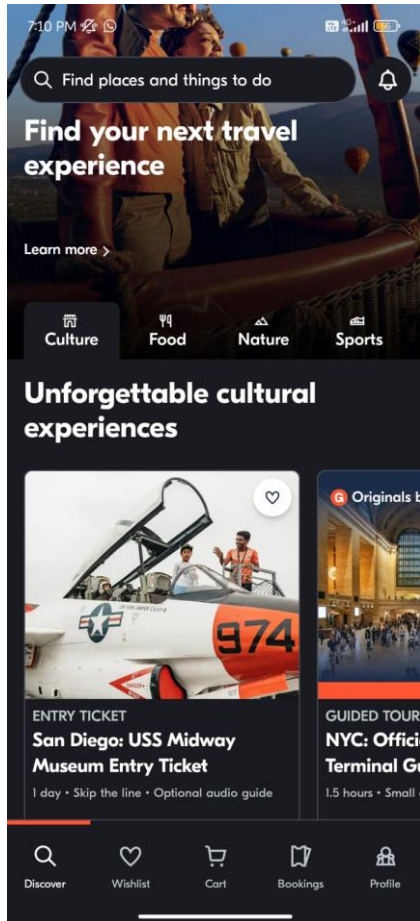 7:10 PM
4G+
56
Find places and things to do
Find your next travel
experience
Learn more >
Culture
Food
Nature
Sports
Unforgettable cultural
experiences
974
G Originals b
ENTRY TICKET
San Diego: USS Midway
Museum Entry Ticket
1 day • Skip the line • Optional audio guide
GUIDED TOUR
NYC: Offici
Terminal Gu
1.5 hours • Small
Discover
Wishlist
Cart
Bookings
Profile